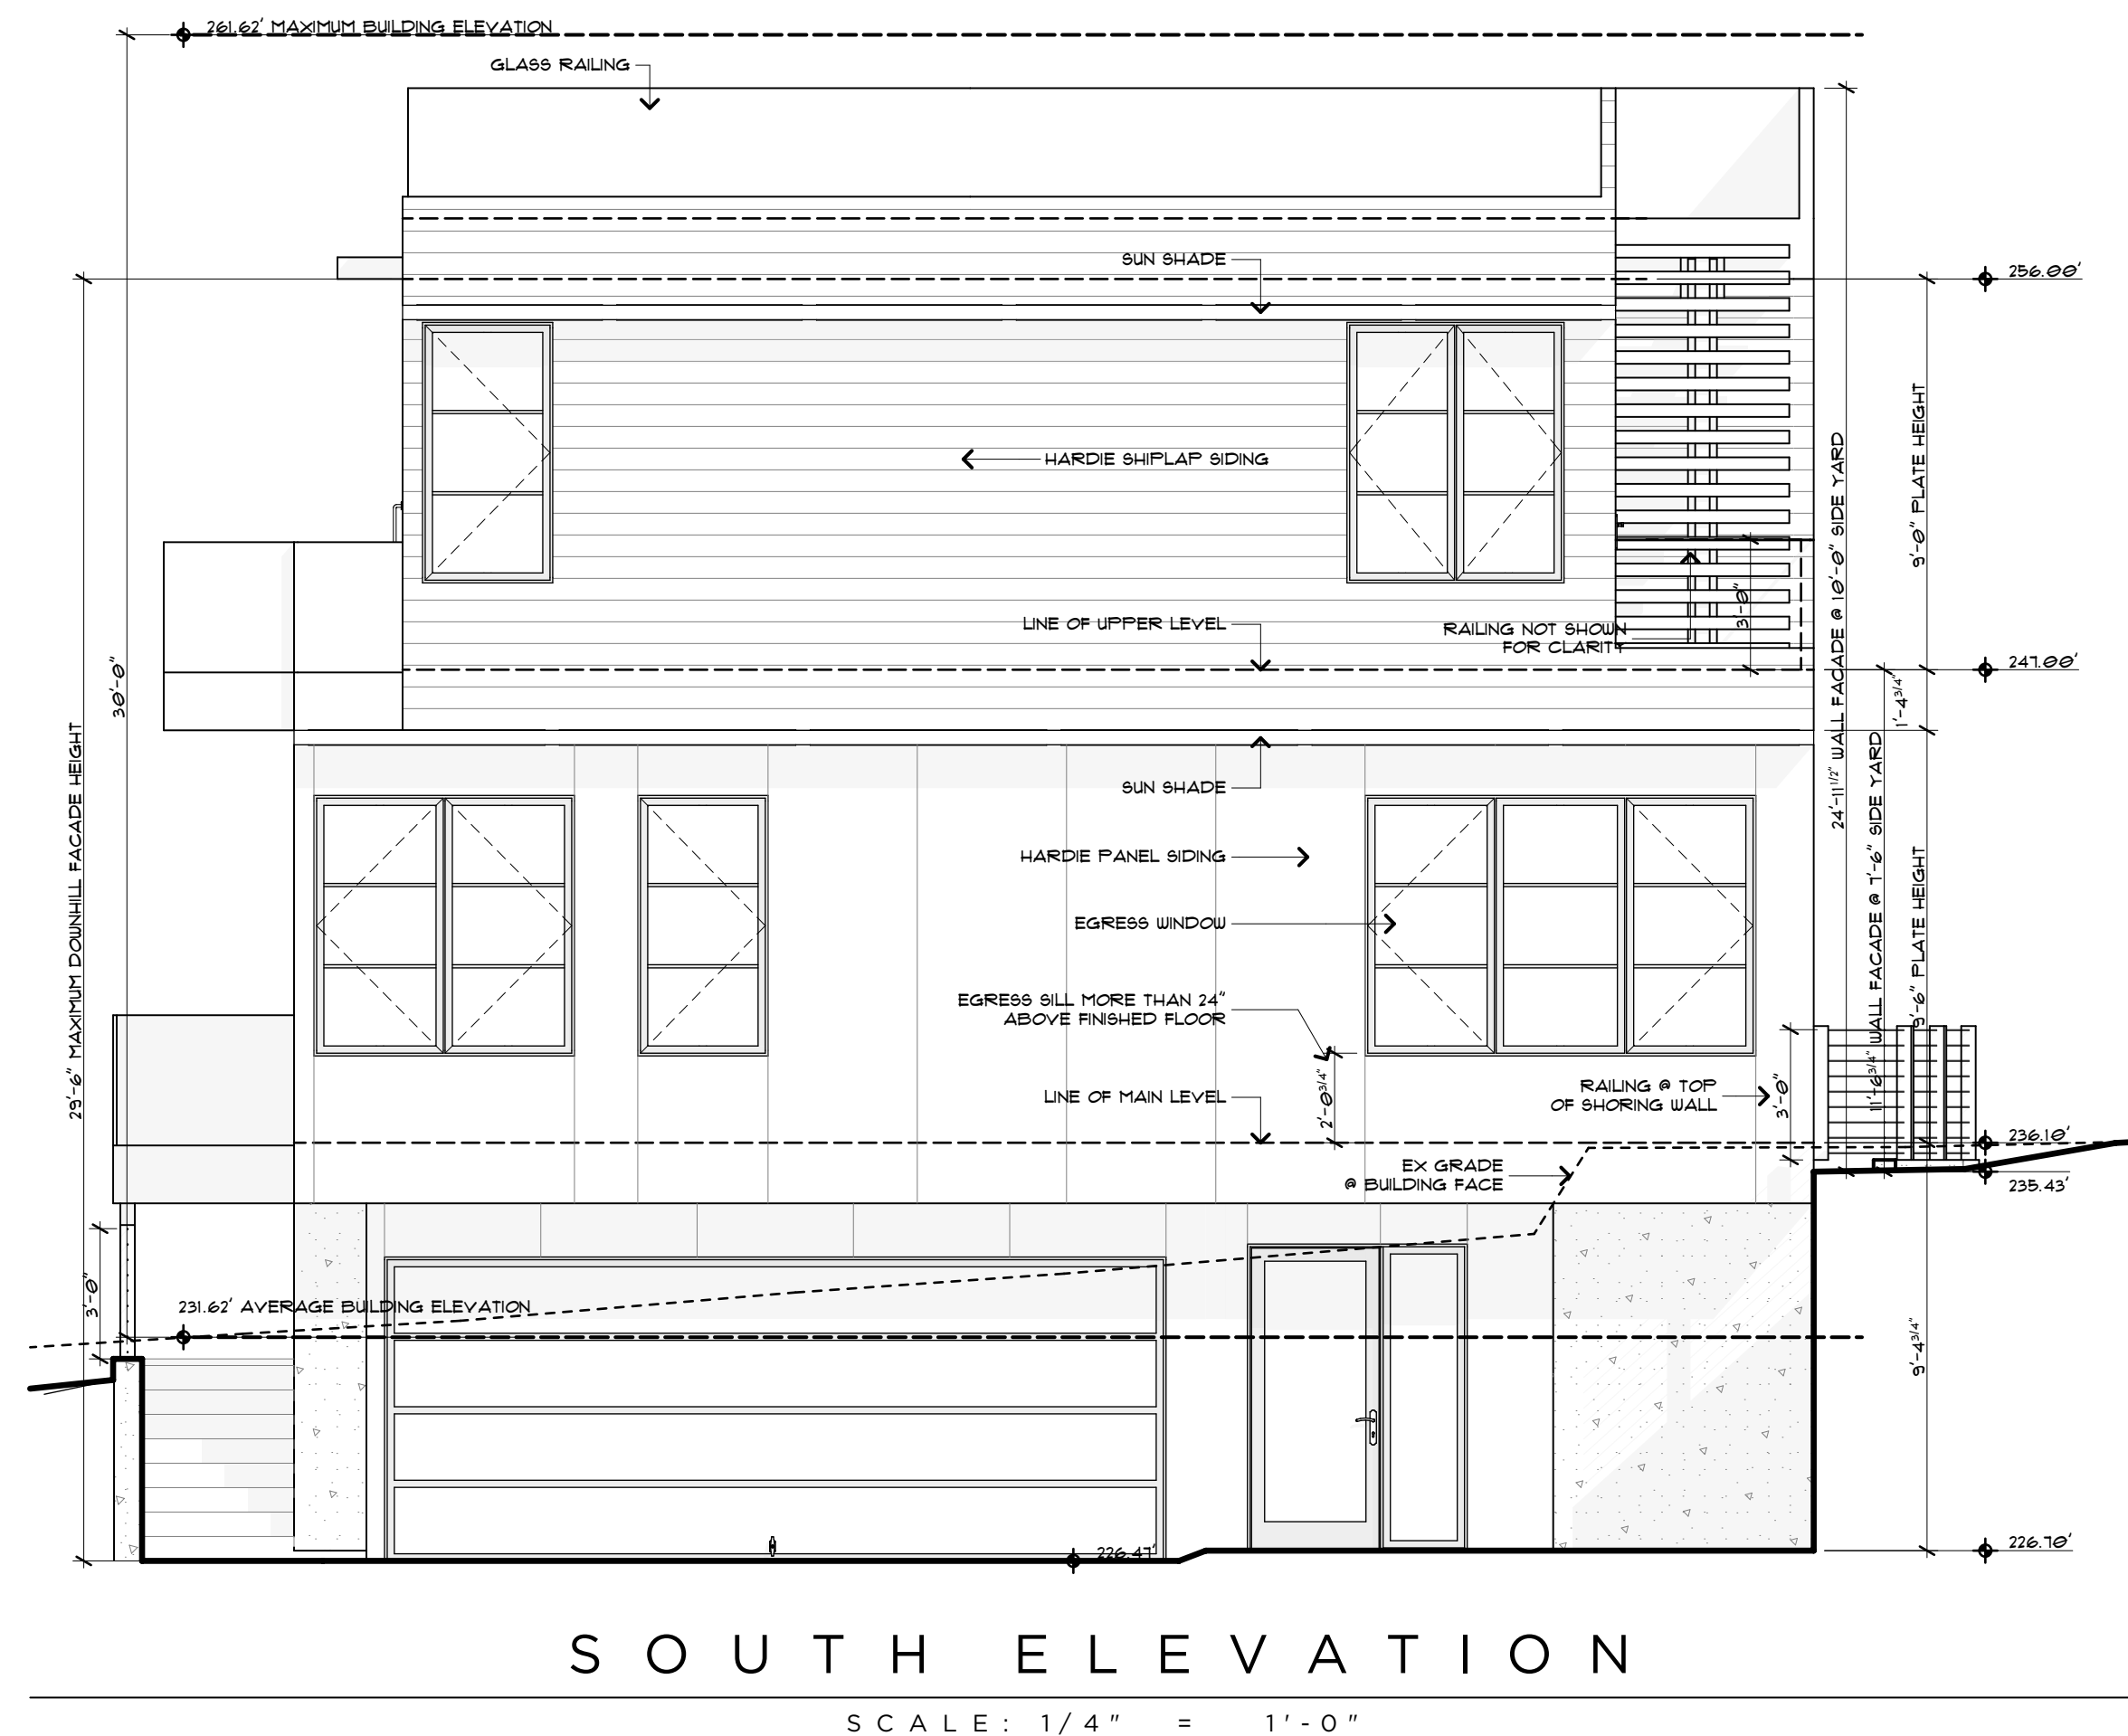 261.62' MAXIMUM BUILDING ELEVATION
GLASS RAILING
SUN SHADE
256.00'
HARDIE SHIPLAP SIDING
9'-0" PLATE HEIGHT
24'-11 1/2" WALL FACADE @ 10'-0" SIDE YARD
LINE OF UPPER LEVEL
RAILING NOT SHOWN
FOR CLARITY
3'-0"
247.00'
30'-0"
1'-4 3/4"
29'-6" MAXIMUM DOWNHILL FACADE HEIGHT
SUN SHADE
HARDIE PANEL SIDING
EGRESS WINDOW
11'-6 3/4" WALL FACADE @ 7'-6" SIDE YARD
9'-6" PLATE HEIGHT
EGRESS SILL MORE THAN 24"
ABOVE FINISHED FLOOR
2'-0 3/4"
LINE OF MAIN LEVEL
RAILING @ TOP
OF SHORING WALL
3'-0"
236.10'
EX GRADE
@ BUILDING FACE
235.43'
3'-0"
231.62' AVERAGE BUILDING ELEVATION
9'-4 3/4"
226.47'
226.70'
SOUTH ELEVATION
SCALE: 1/4" = 1'-0"